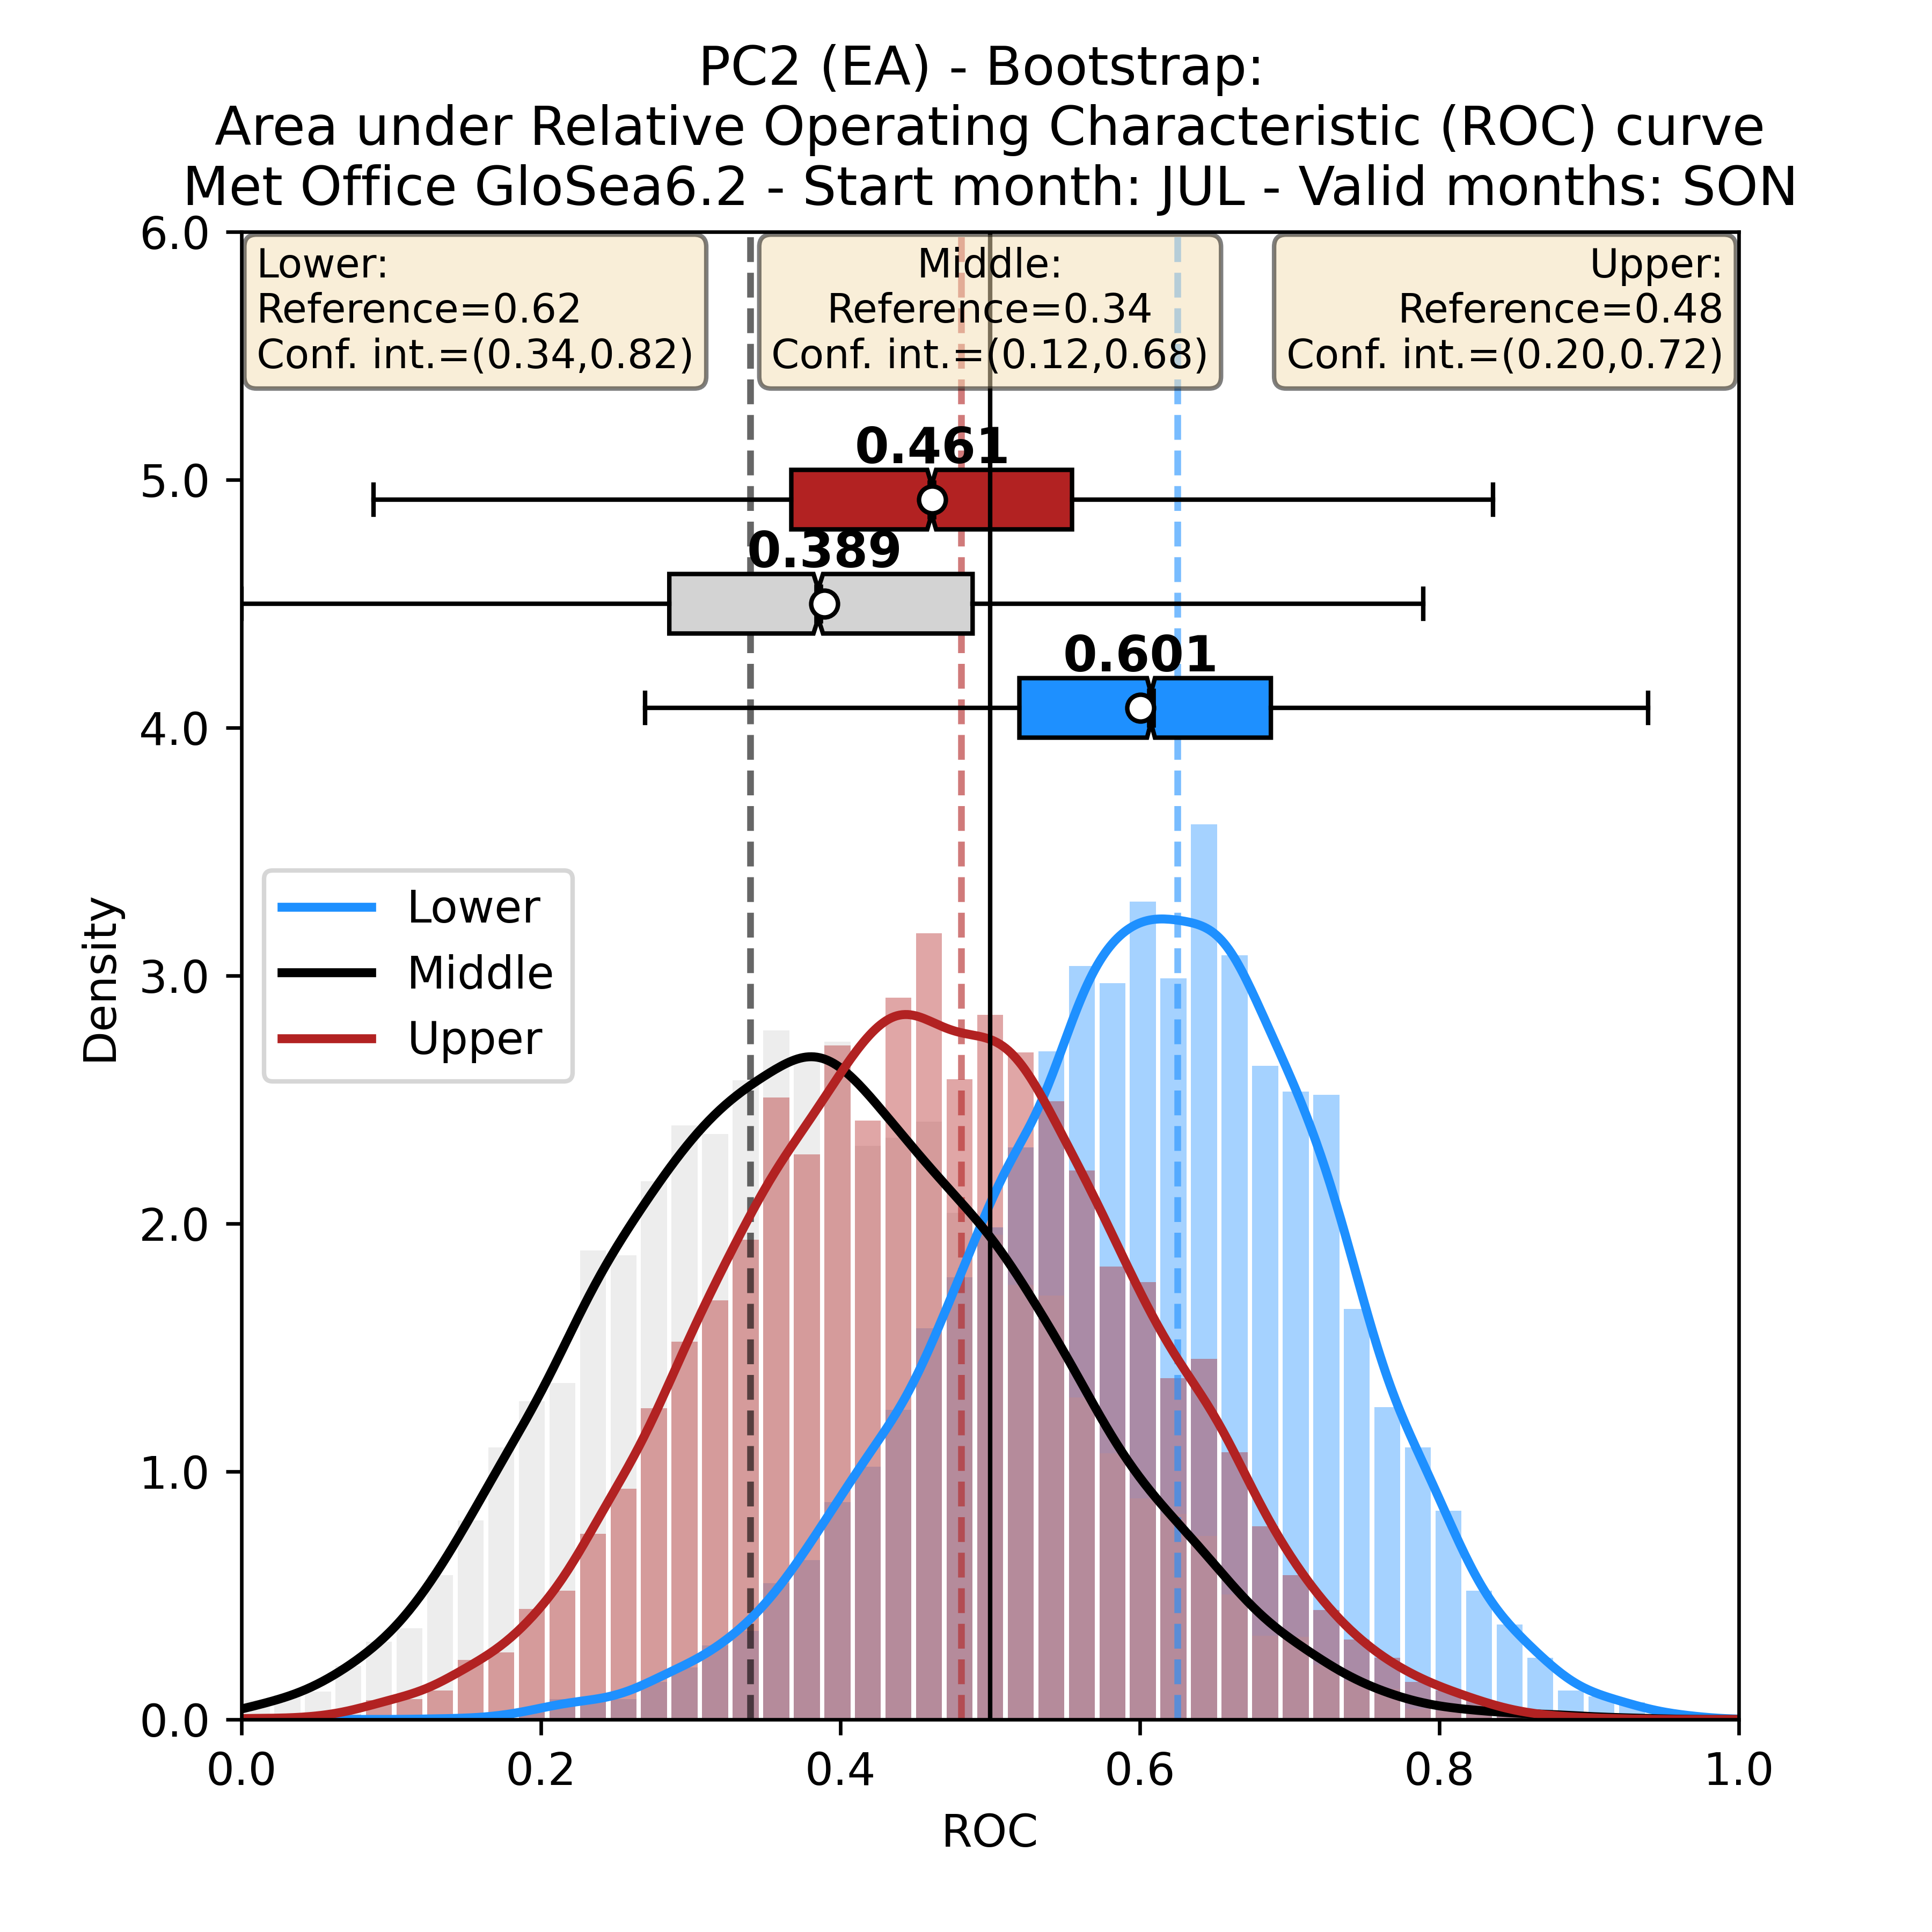 PC2 (EA) - Bootstrap:
Area under Relative Operating Characteristic (ROC) curve
Met Office GloSea6.2 - Start month: JUL - Valid months: SON
Lower:
Reference=0.62
Conf. int.=(0.34,0.82)
Middle:
Reference=0.34
Conf. int.=(0.12,0.68)
Upper:
Reference=0.48
Conf. int.=(0.20,0.72)
0.461
0.389
0.601
Lower
Middle
Upper
Density
6.0
5.0
4.0
3.0
2.0
1.0
0.0
0.0 0.2 0.4 0.6 0.8 1.0
ROC